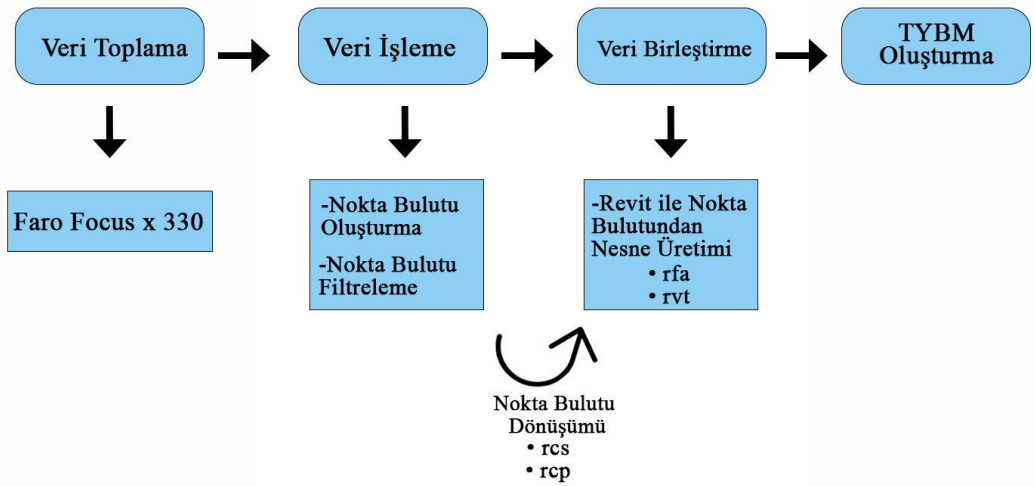 Veri Toplama
Veri İşleme
Veri Birleştirme
TYBM
Oluşturma
Faro Focus x 330
-Nokta Bulutu
Oluşturma
-Nokta Bulutu
Filtreleme
-Revit ile Nokta
Bulutundan
Nesne Üretimi
• rfa
• rvt
Nokta Bulutu
Dönüşümü
• rcs
• rcp